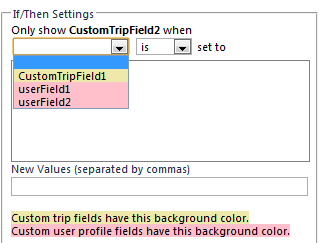 If/Then Settings
Only show CustomTripField2 when
is set to
CustomTripField1
userField1
userField2
New Values (separated by commas)
Custom trip fields have this background color.
Custom user profile fields have this background color.